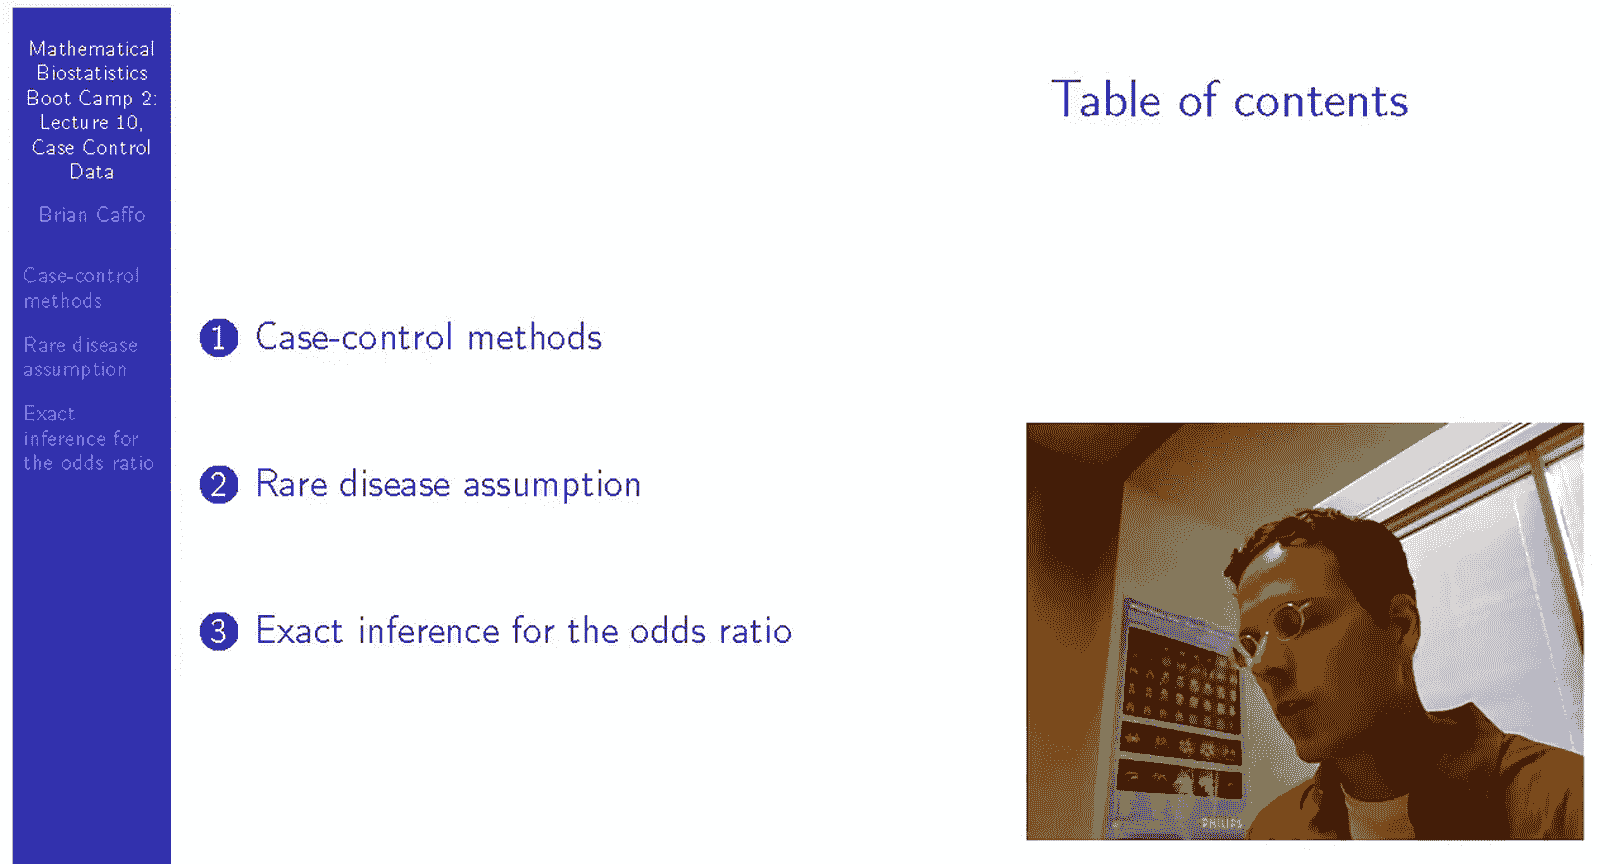 Mathematical
Biostatistics
Boot Camp 2:
Lecture 10,
Case Control
Data
Brian Caffo
Case-control
methods
Rare disease
assumption
Exact
inference for
the odds ratio
Table of contents
1 Case-control methods
2 Rare disease assumption
3 Exact inference for the odds ratio
PHILIPS